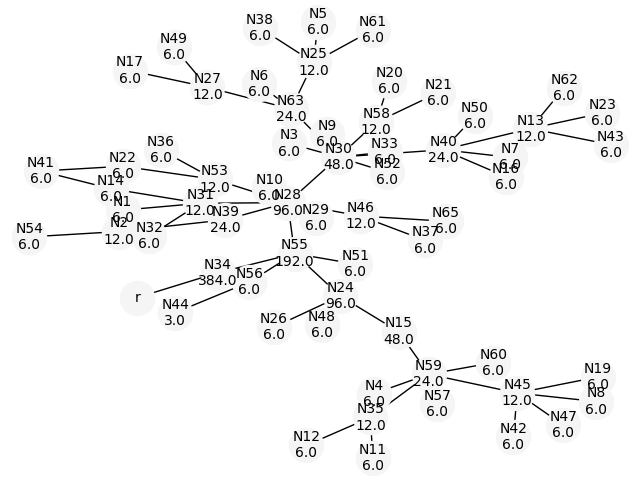 N5
6.0
N38
6.0
N61
6.0
N49
6.0
N25
12.0
N17
6.0
N27
12.0
N6
6.0
N63
24.0
N20
6.0
N21
6.0
N62
6.0
N23
6.0
N50
6.0
N13
12.0
N43
6.0
N58
12.0
N9
6.0
N3
6.0
N30
48.0
N33
6.0
N52
6.0
N40
24.0
N7
6.0
N16
6.0
N36
6.0
N41
6.0
N22
6.0
N53
12.0
N14
6.0
N10
6.0
N1
6.0
N31
12.0
N28
96.0
N39
24.0
N29
6.0
N46
12.0
N65
6.0
N37
6.0
N54
6.0
N2
12.0
N32
6.0
N55
192.0
N51
6.0
N34
384.0
N56
6.0
r
N44
3.0
N24
96.0
N26
6.0
N48
6.0
N15
48.0
N59
24.0
N60
6.0
N19
6.0
N4
6.0
N57
6.0
N45
12.0
N8
6.0
N35
12.0
N47
6.0
N42
6.0
N12
6.0
N11
6.0